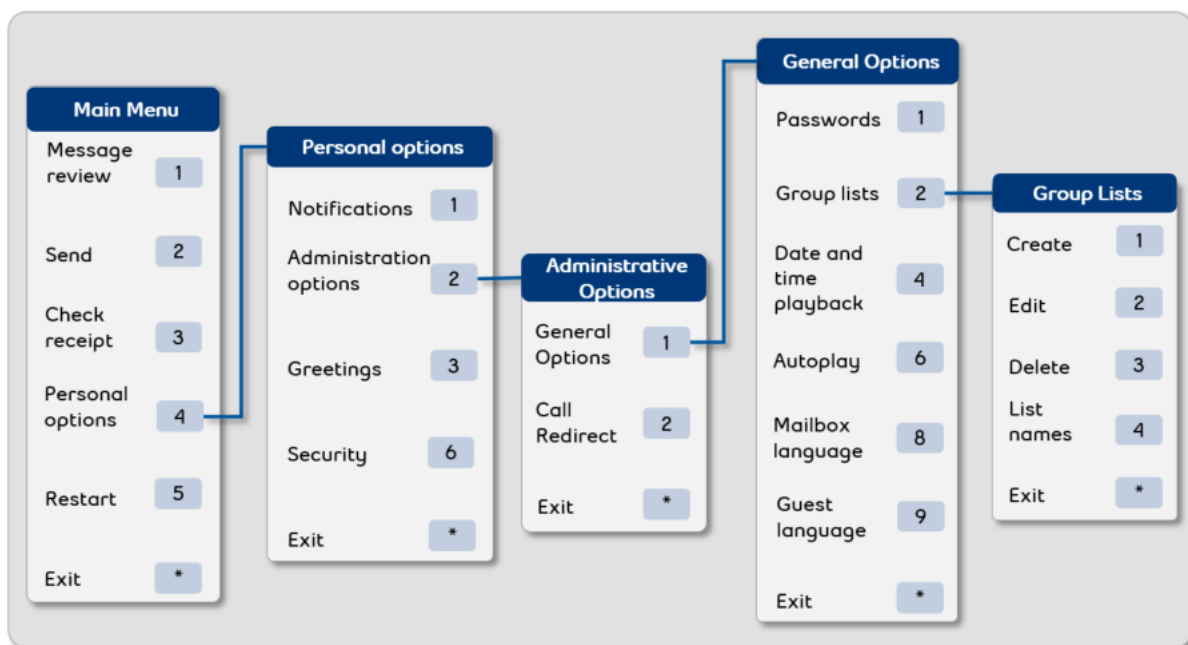 Main Menu
Message
review 1
Send 2
Check
receipt 3
Personal
options 4
Restart 5
Exit *
Personal options
Notifications 1
Administration
options 2
Greetings 3
Security 6
Exit *
Administrative
Options
General
Options 1
Call
Redirect 2
Exit *
General Options
Passwords 1
Group lists 2
Date and
time 4
playback
Autoplay 6
Mailbox
language 8
Guest
language 9
Exit *
Group Lists
Create 1
Edit 2
Delete 3
List
names 4
Exit *